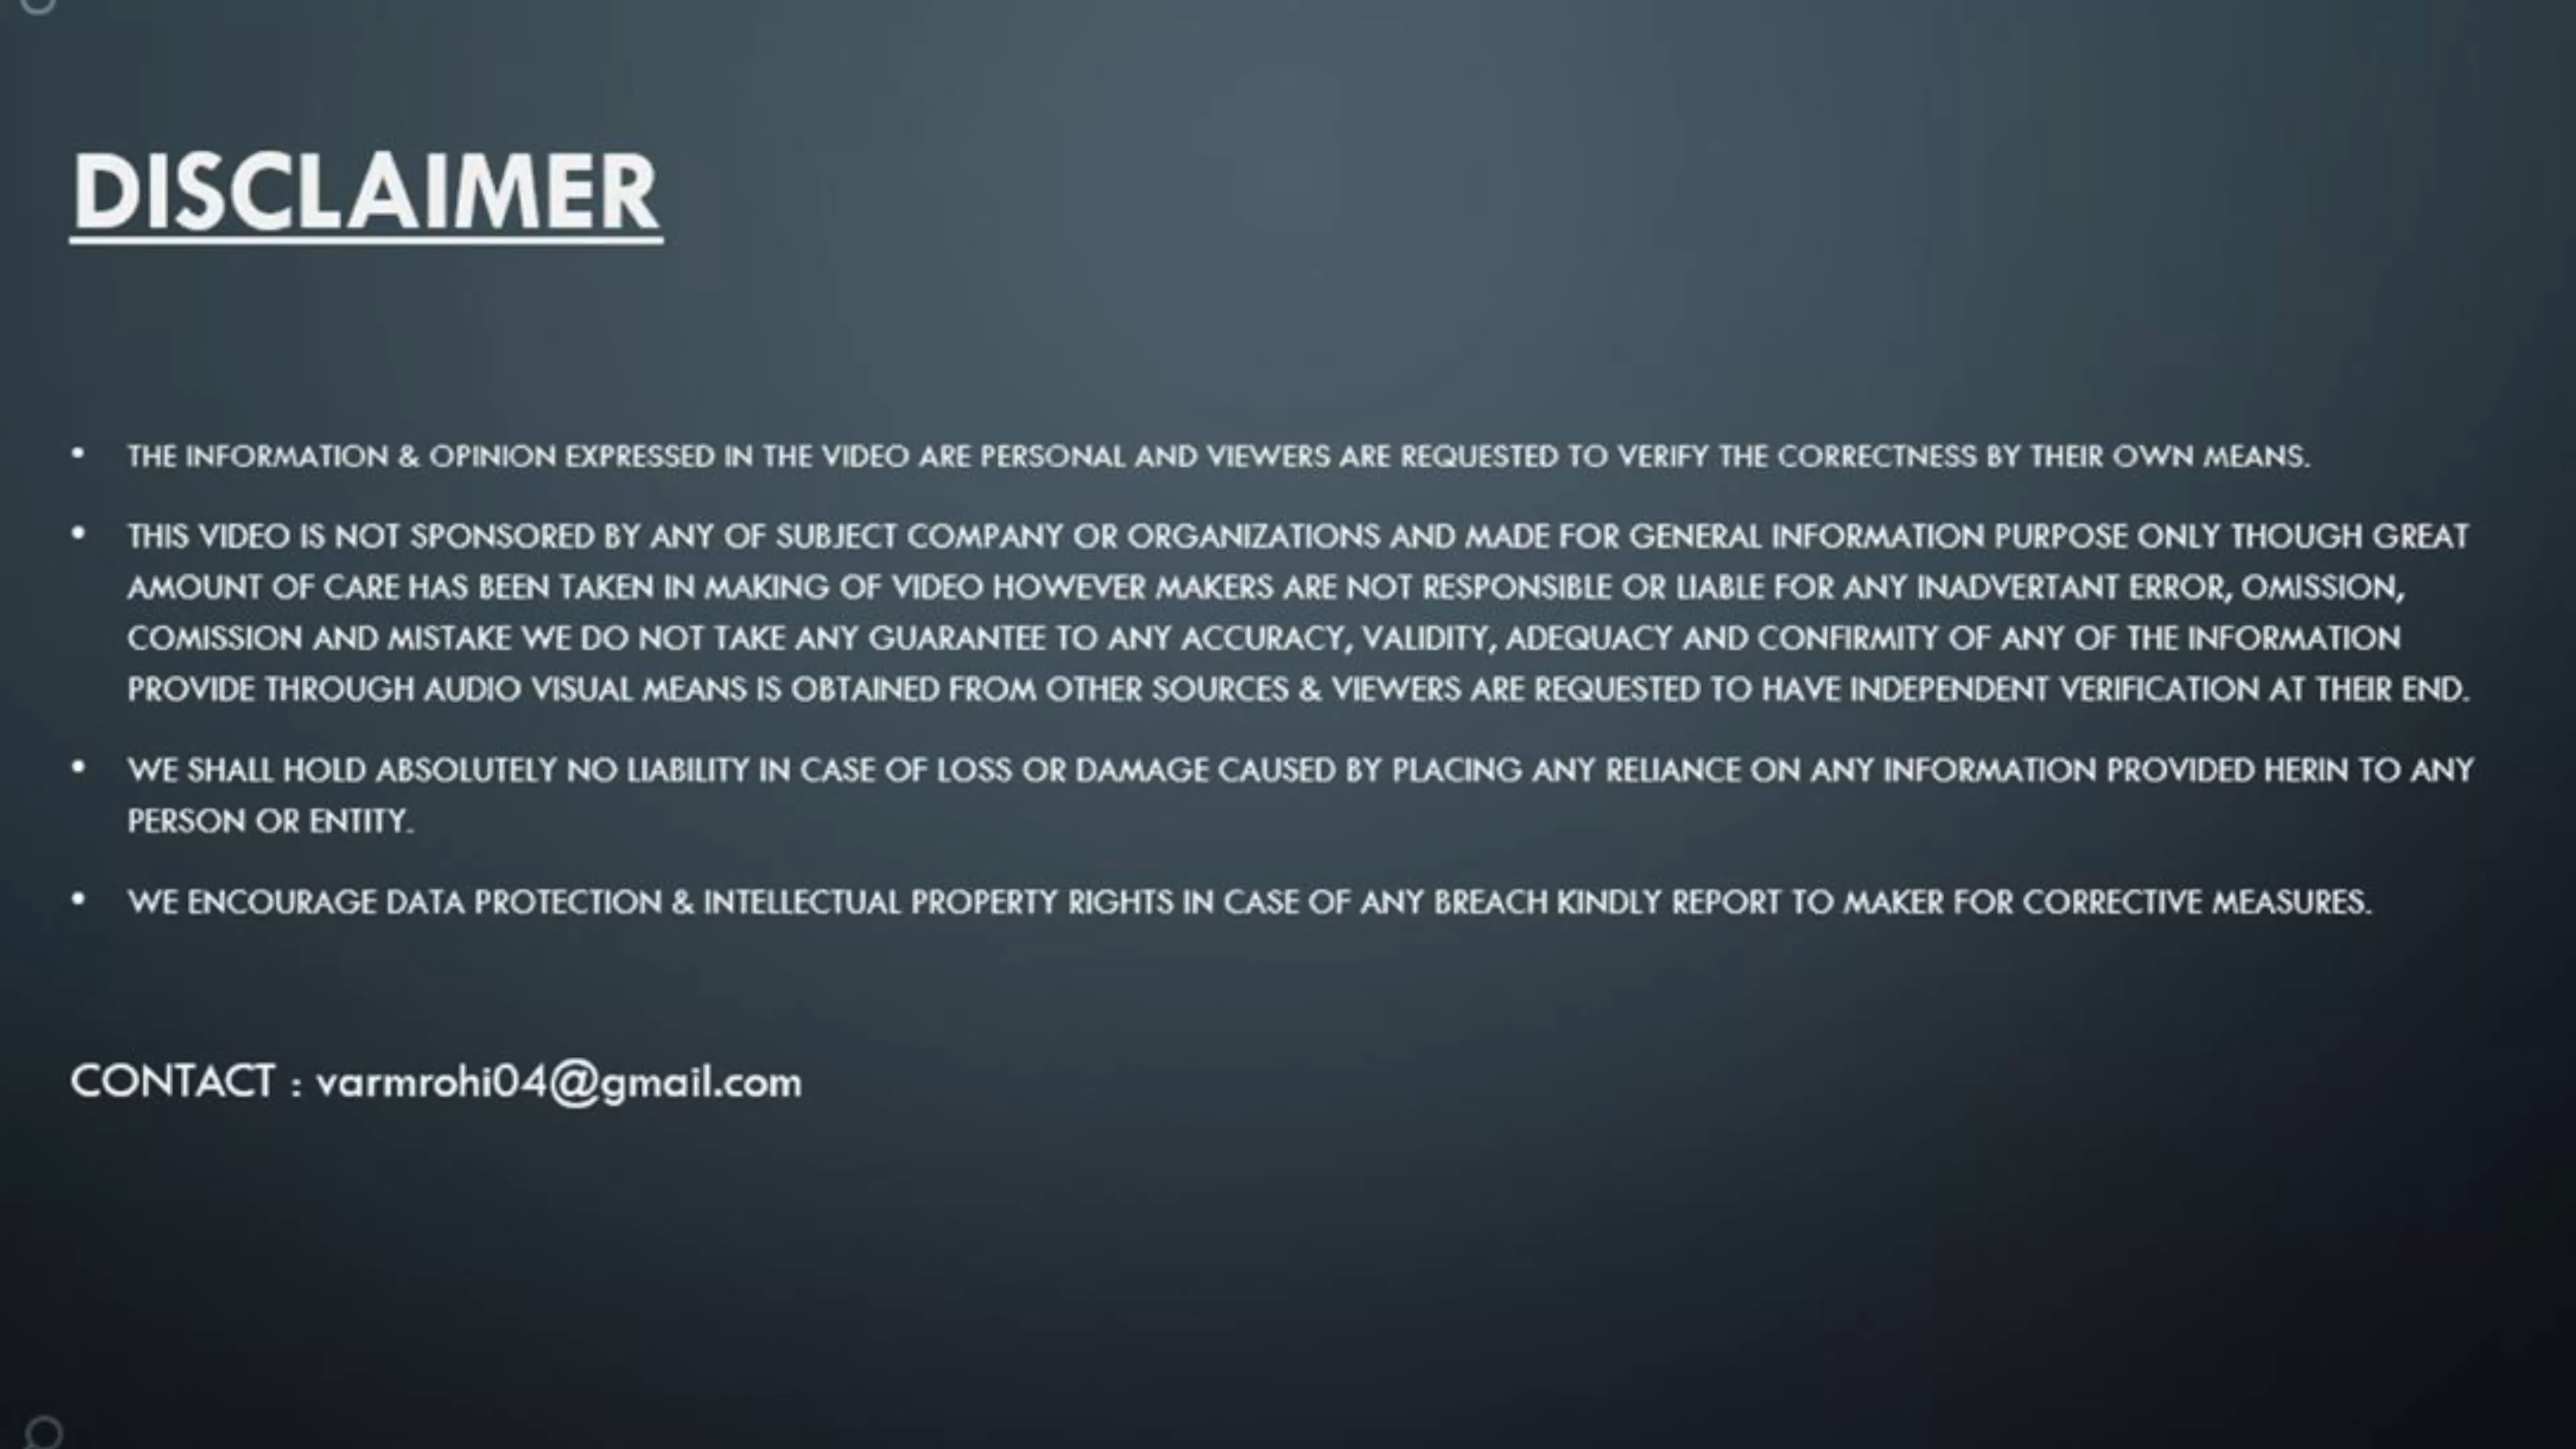 DISCLAIMER
• THE INFORMATION & OPINION EXPRESSED IN THE VIDEO ARE PERSONAL AND VIEWERS ARE REQUESTED TO VERIFY THE CORRECTNESS BY THEIR OWN MEANS.
• THIS VIDEO IS NOT SPONSORED BY ANY OF SUBJECT COMPANY OR ORGANIZATIONS AND MADE FOR GENERAL INFORMATION PURPOSE ONLY THOUGH GREAT
AMOUNT OF CARE HAS BEEN TAKEN IN MAKING OF VIDEO HOWEVER MAKERS ARE NOT RESPONSIBLE OR LIABLE FOR ANY INADVERTANT ERROR, OMISSION,
COMISSION AND MISTAKE WE DO NOT TAKE ANY GUARANTEE TO ANY ACCURACY, VALIDITY, ADEQUACY AND CONFIRMITY OF ANY OF THE INFORMATION
PROVIDE THROUGH AUDIO VISUAL MEANS IS OBTAINED FROM OTHER SOURCES & VIEWERS ARE REQUESTED TO HAVE INDEPENDENT VERIFICATION AT THEIR END.
• WE SHALL HOLD ABSOLUTELY NO LIABILITY IN CASE OF LOSS OR DAMAGE CAUSED BY PLACING ANY RELIANCE ON ANY INFORMATION PROVIDED HERIN TO ANY
PERSON OR ENTITY.
• WE ENCOURAGE DATA PROTECTION & INTELLECTUAL PROPERTY RIGHTS IN CASE OF ANY BREACH KINDLY REPORT TO MAKER FOR CORRECTIVE MEASURES.
CONTACT : varmrohi04@gmail.com